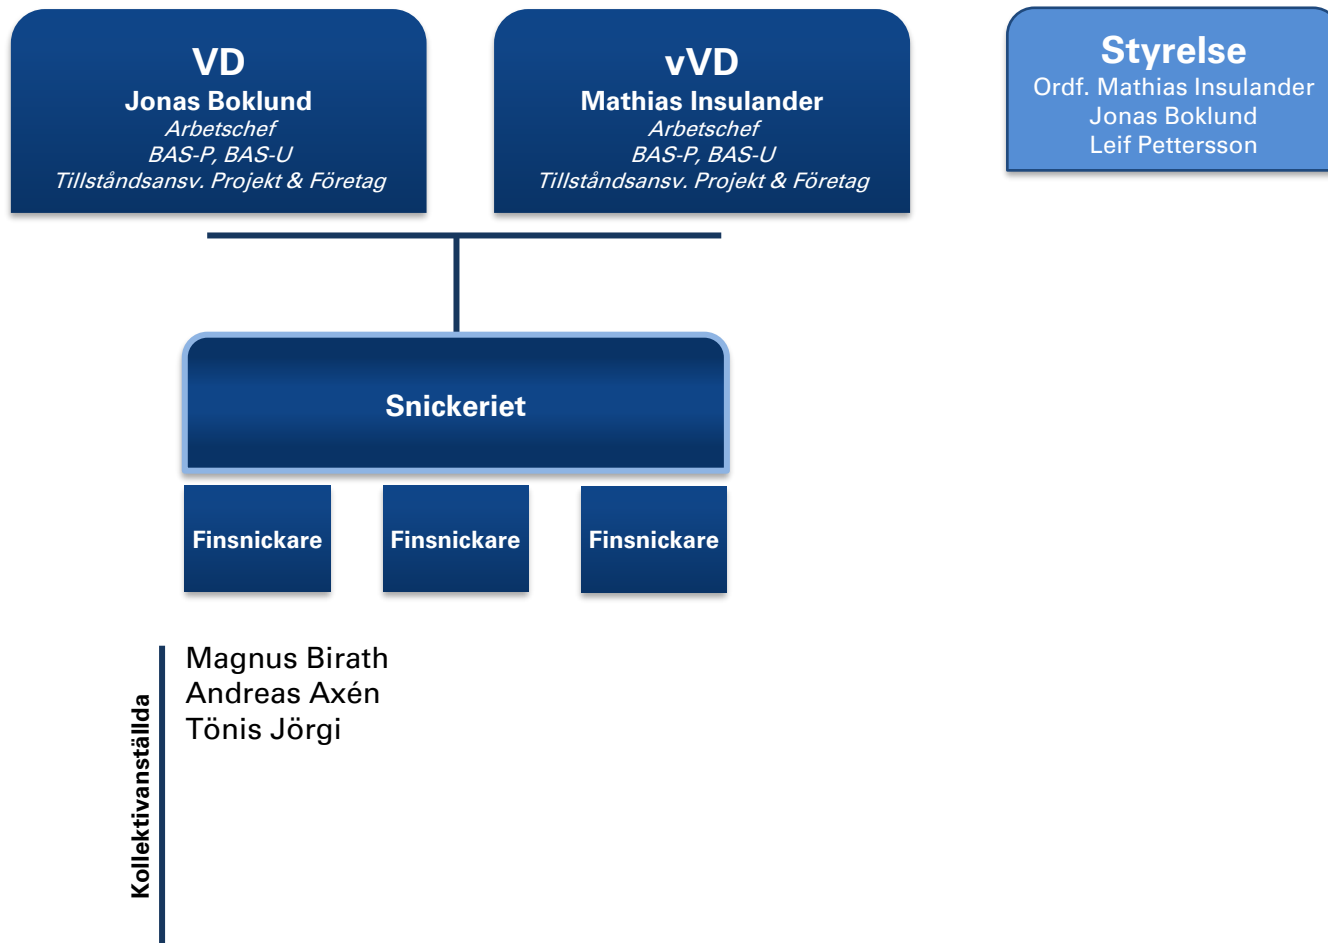 VD
Jonas Boklund
Arbetschef
BAS-P, BAS-U
Tillståndsansv. Projekt & Företag
vVD
Mathias Insulander
Arbetschef
BAS-P, BAS-U
Tillståndsansv. Projekt & Företag
Styrelse
Ordf. Mathias Insulander
Jonas Boklund
Leif Pettersson
Snickeriet
Finsnickare
Finsnickare
Finsnickare
Kollektivanställda
Magnus Birath
Andreas Axén
Tönis Jörgi